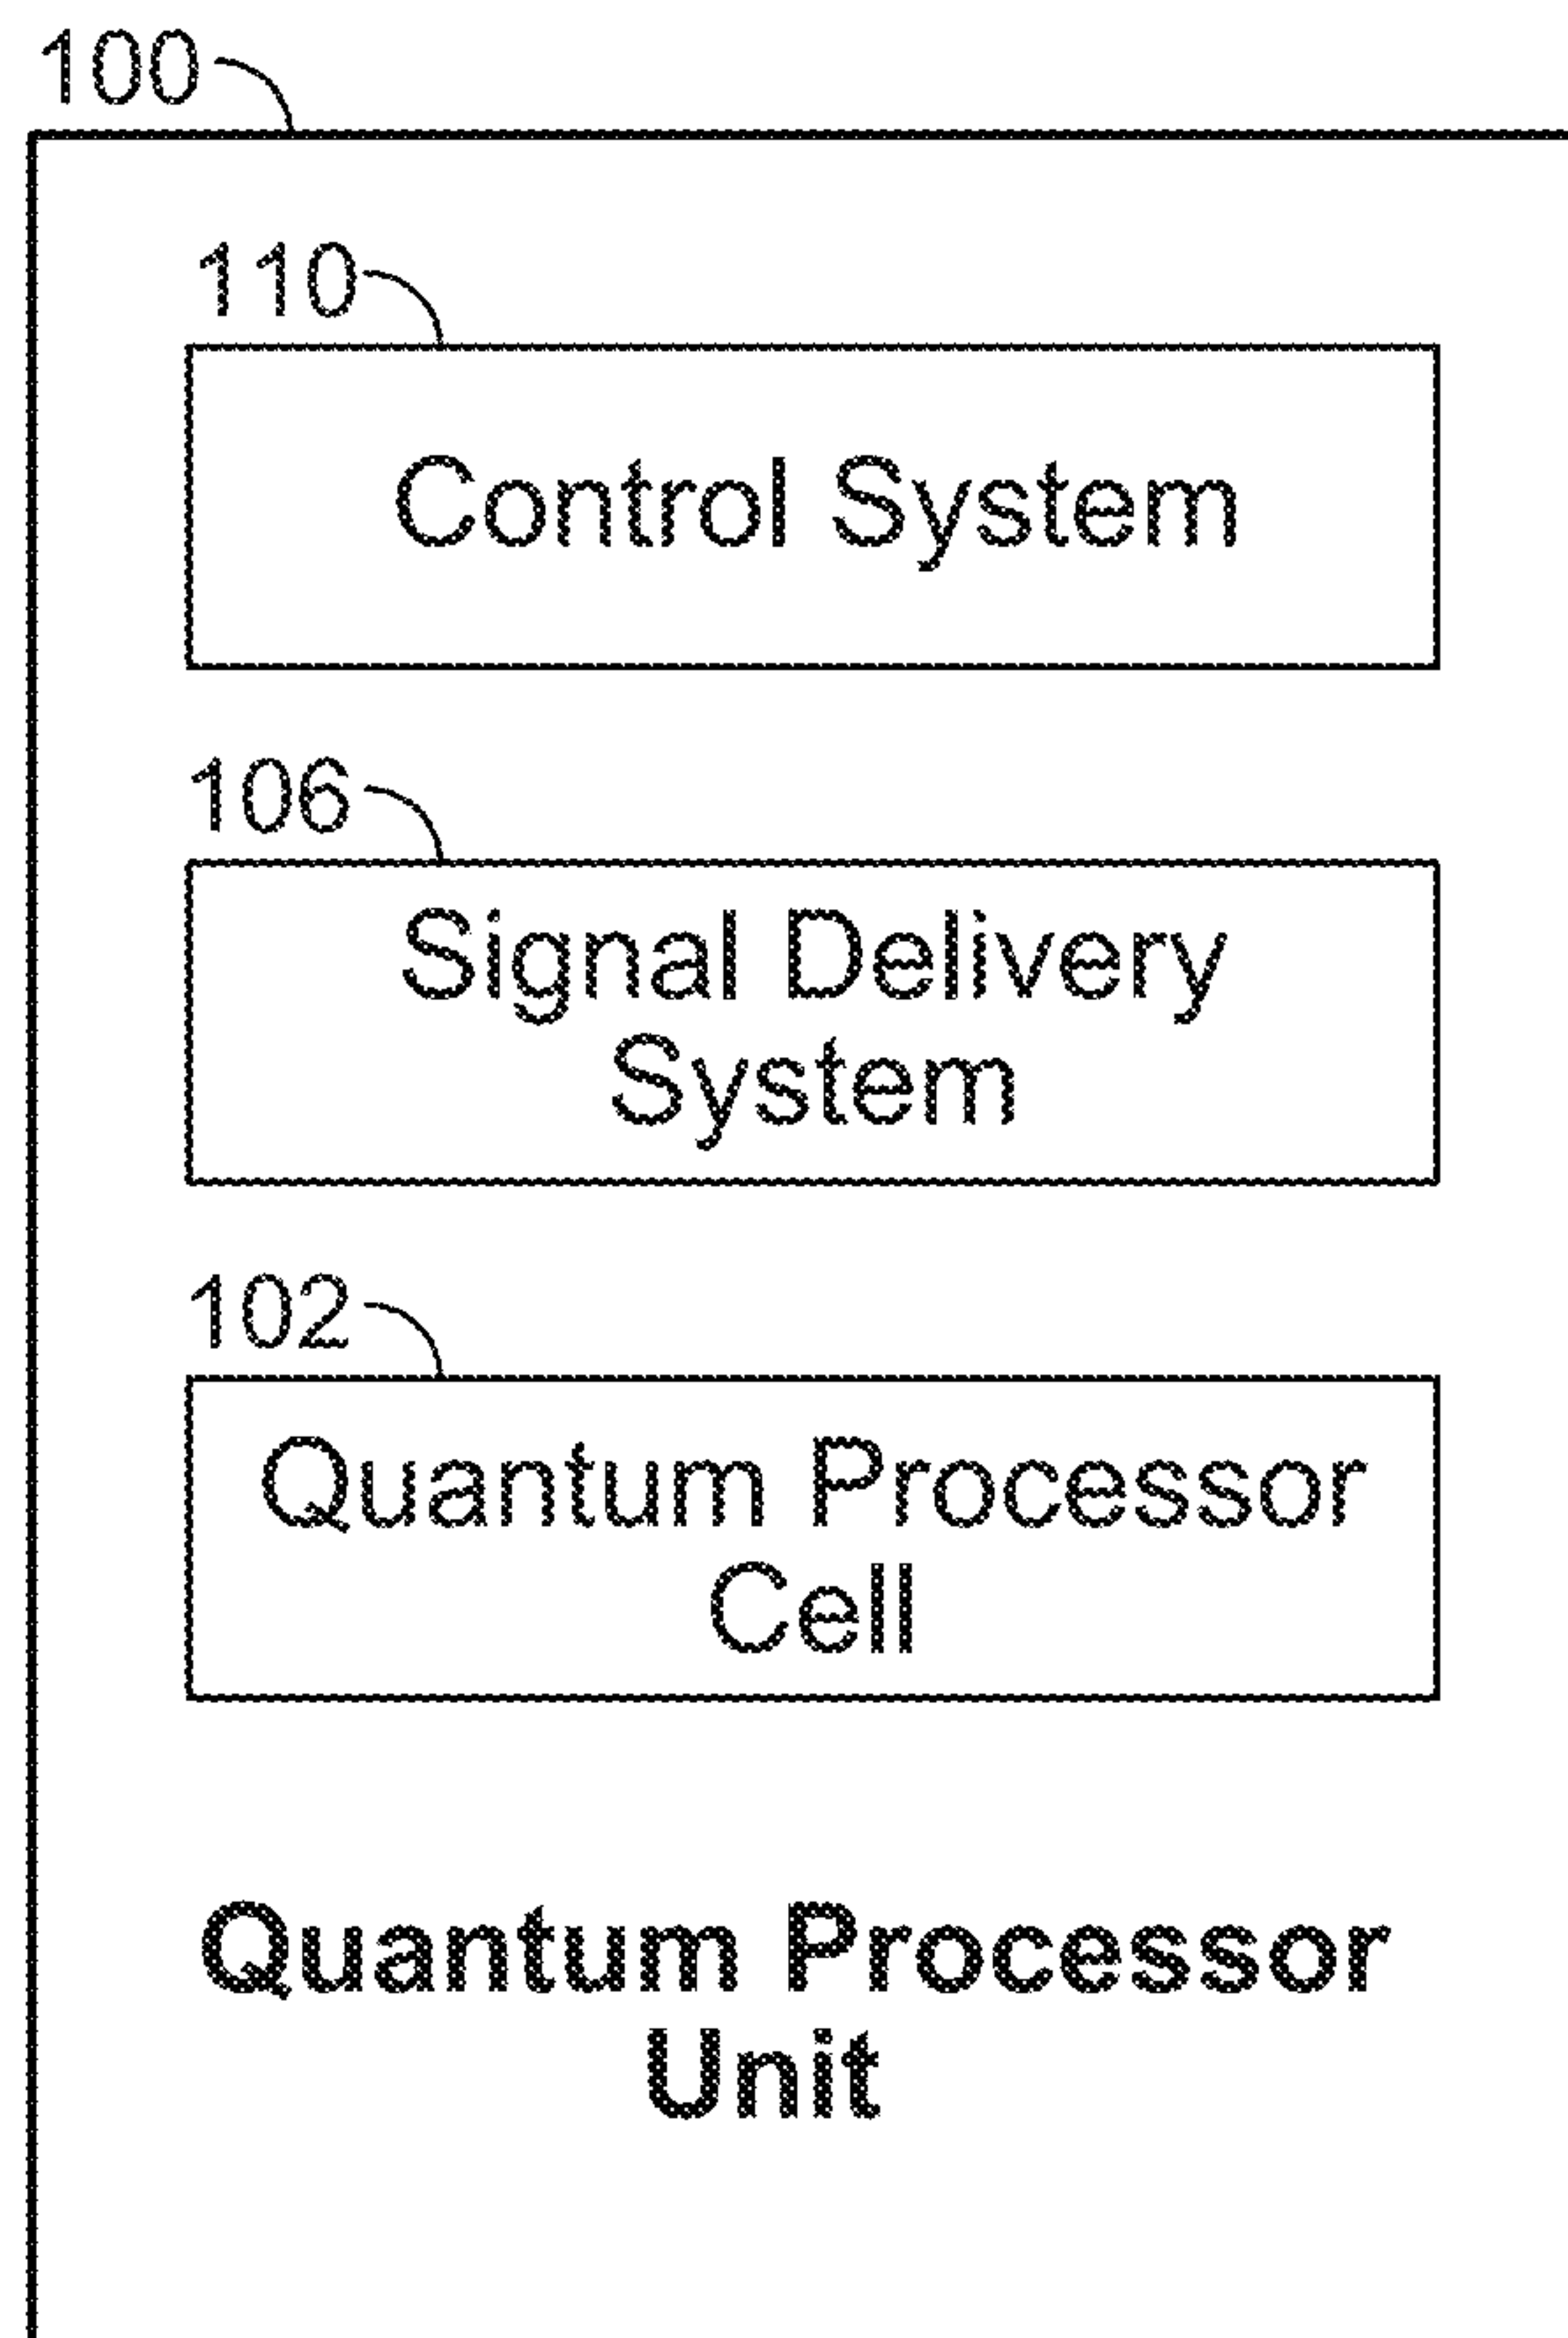 100
110
Control System
106
Signal Delivery
System
102
Quantum Processor
Cell
Quantum Processor
Unit